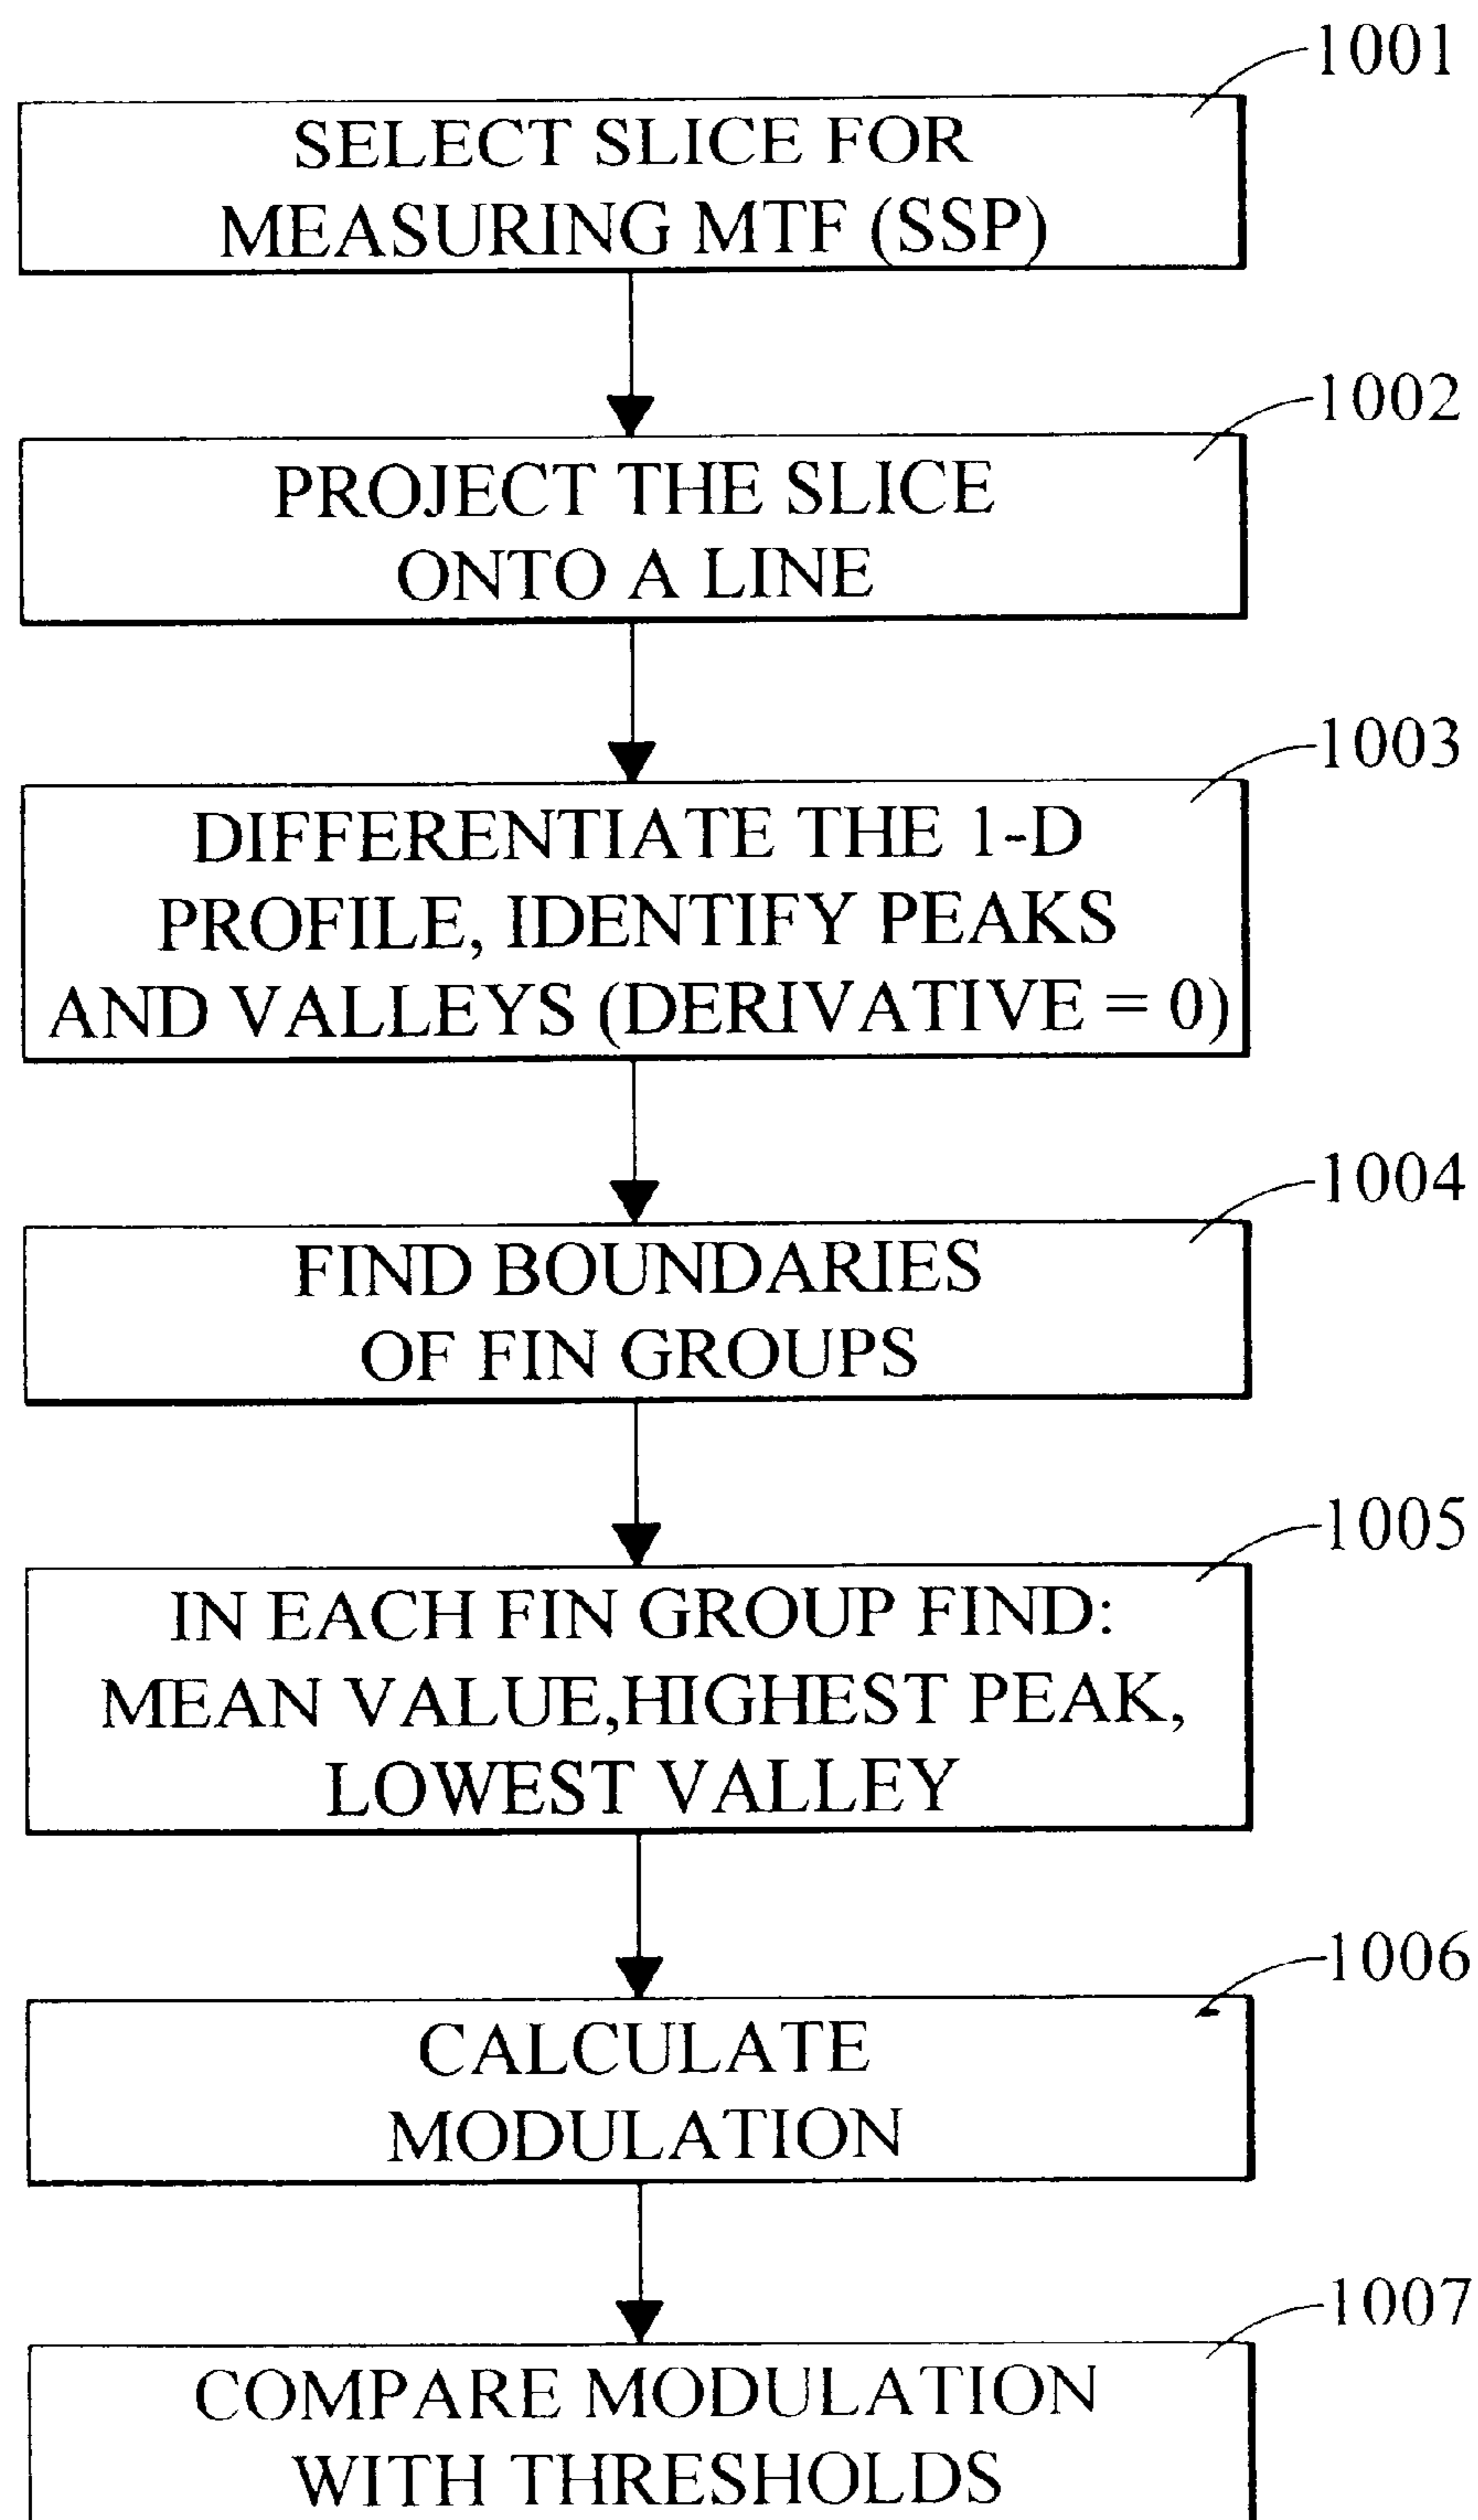 1001
SELECT SLICE FOR
MEASURING MTF (SSP)
1002
PROJECT THE SLICE
ONTO A LINE
1003
DIFFERENTIATE THE 1-D
PROFILE, IDENTIFY PEAKS
AND VALLEYS (DERIVATIVE = 0)
1004
FIND BOUNDARIES
OF FIN GROUPS
1005
IN EACH FIN GROUP FIND:
MEAN VALUE,HIGHEST PEAK,
LOWEST VALLEY
1006
CALCULATE
MODULATION
1007
COMPARE MODULATION
WITH THRESHOLDS